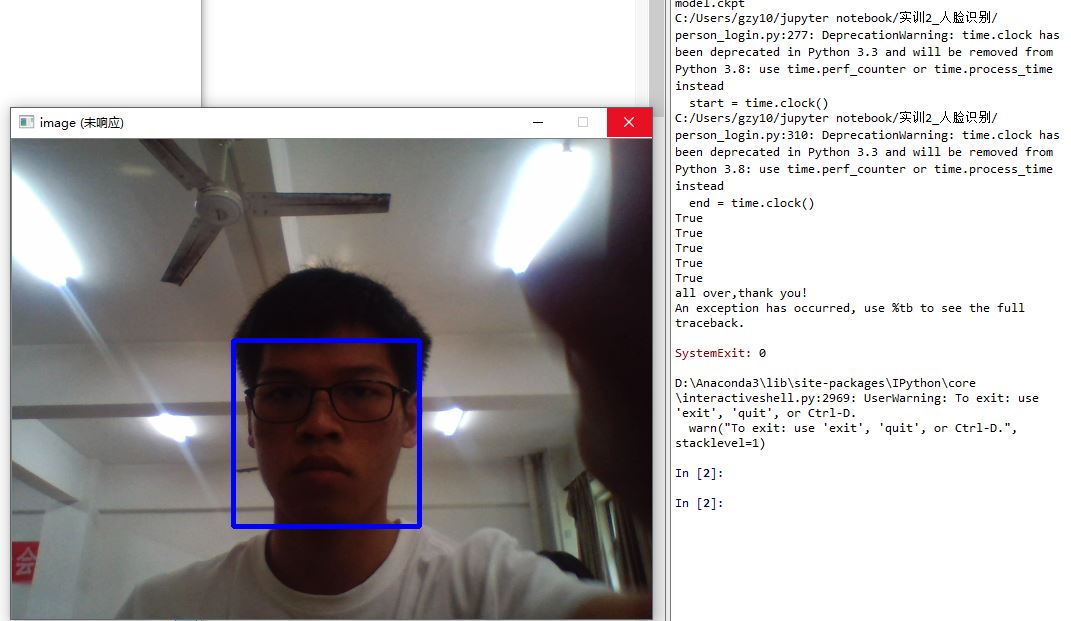 image (未响应)
会
model.ckpt
C:/Users/gzy10/jupyter notebook/实训2_人脸识别/
person_login.py:277: DeprecationWarning: time.clock has
been deprecated in Python 3.3 and will be removed from
Python 3.8: use time.perf_counter or time.process_time
instead
  start = time.clock()
C:/Users/gzy10/jupyter notebook/实训2_人脸识别/
person_login.py:310: DeprecationWarning: time.clock has
been deprecated in Python 3.3 and will be removed from
Python 3.8: use time.perf_counter or time.process_time
instead
  end = time.clock()
True
True
True
True
True
all over,thank you!
An exception has occurred, use %tb to see the full
traceback.
SystemExit: 0
D:\Anaconda3\lib\site-packages\IPython\core
\interactiveshell.py:2969: UserWarning: To exit: use
'exit', 'quit', or Ctrl-D.
  warn("To exit: use 'exit', 'quit', or Ctrl-D.",
stacklevel=1)
In [2]:
In [2]: